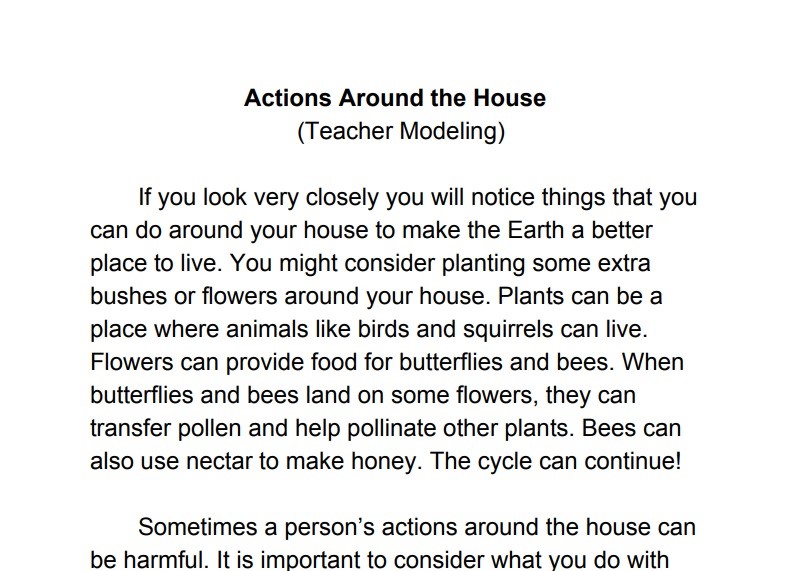 Actions Around the House
(Teacher Modeling)
If you look very closely you will notice things that you
can do around your house to make the Earth a better
place to live. You might consider planting some extra
bushes or flowers around your house. Plants can be a
place where animals like birds and squirrels can live.
Flowers can provide food for butterflies and bees. When
butterflies and bees land on some flowers, they can
transfer pollen and help pollinate other plants. Bees can
also use nectar to make honey. The cycle can continue!
Sometimes a person’s actions around the house can
be harmful. It is important to consider what you do with